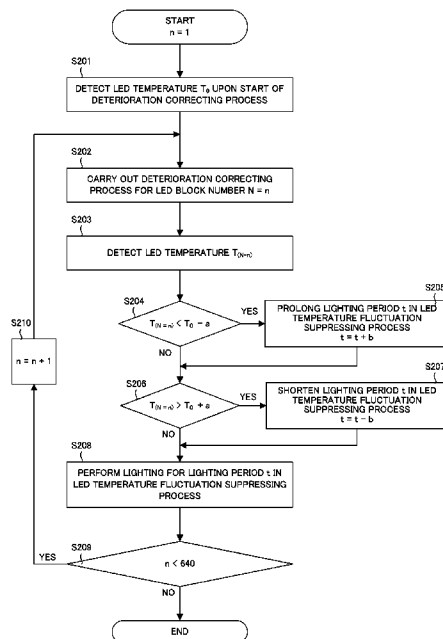 START
n = 1
S201
DETECT LED TEMPERATURE T₀ UPON START OF
DETERIORATION CORRECTING PROCESS
S202
CARRY OUT DETERIORATION CORRECTING
PROCESS FOR LED BLOCK NUMBER N = n
S203
DETECT LED TEMPERATURE T(N=n)
S204
T(N = n) < T₀ − a
YES
NO
S205
PROLONG LIGHTING PERIOD t IN LED
TEMPERATURE FLUCTUATION
SUPPRESSING PROCESS
t = t + b
S206
T(N = n) > T₀ + a
YES
NO
S207
SHORTEN LIGHTING PERIOD t IN LED
TEMPERATURE FLUCTUATION
SUPPRESSING PROCESS
t = t − b
S208
PERFORM LIGHTING FOR LIGHTING PERIOD t IN
LED TEMPERATURE FLUCTUATION SUPPRESSING
PROCESS
S209
n < 640
YES
NO
S210
n = n + 1
END